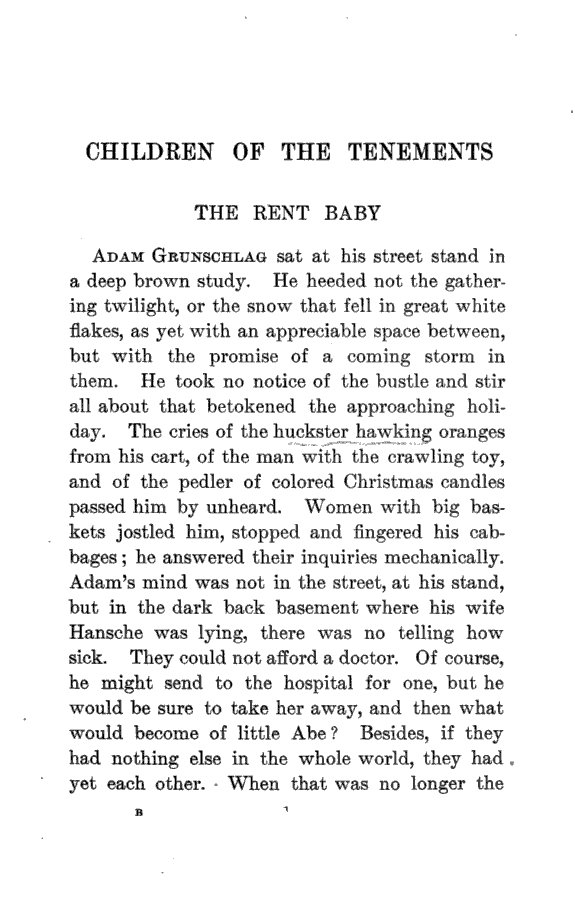 CHILDREN OF THE TENEMENTS
THE RENT BABY
ADAM GRUNSCHLAG sat at his street stand in
a deep brown study. He heeded not the gather-
ing twilight, or the snow that fell in great white
flakes, as yet with an appreciable space between,
but with the promise of a coming storm in
them. He took no notice of the bustle and stir
all about that betokened the approaching holi-
day. The cries of the huckster hawking oranges
from his cart, of the man with the crawling toy,
and of the pedler of colored Christmas candles
passed him by unheard. Women with big bas-
kets jostled him, stopped and fingered his cab-
bages; he answered their inquiries mechanically.
Adam's mind was not in the street, at his stand,
but in the dark back basement where his wife
Hansche was lying, there was no telling how
sick. They could not afford a doctor. Of course,
he might send to the hospital for one, but he
would be sure to take her away, and then what
would become of little Abe? Besides, if they
had nothing else in the whole world, they had
yet each other. When that was no longer the
B